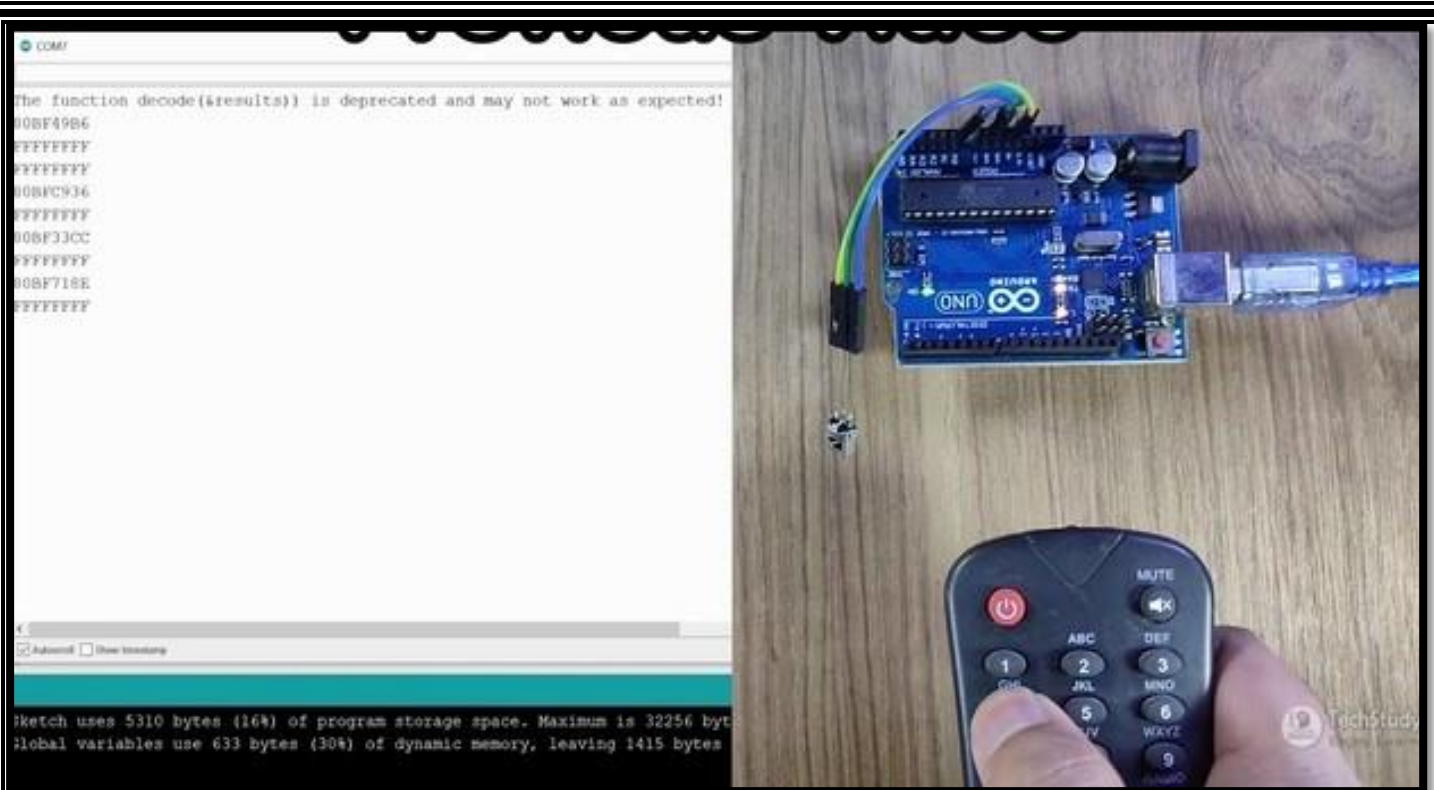 COM7
The function decode(&results)) is deprecated and may not work as expected!
80BF49B6
FFFFFFFF
FFFFFFFF
80BFC936
FFFFFFFF
80BF33CC
FFFFFFFF
80BF718E
FFFFFFFF
Autoscroll Show timestamp
Sketch uses 5310 bytes (16%) of program storage space. Maximum is 32256 byt
Global variables use 633 bytes (30%) of dynamic memory, leaving 1415 bytes
ARDUINO
UNO
MUTE
ABC DEF
1 2 3
GHI JKL MNO
5 6
WXYZ
9
TechStudy